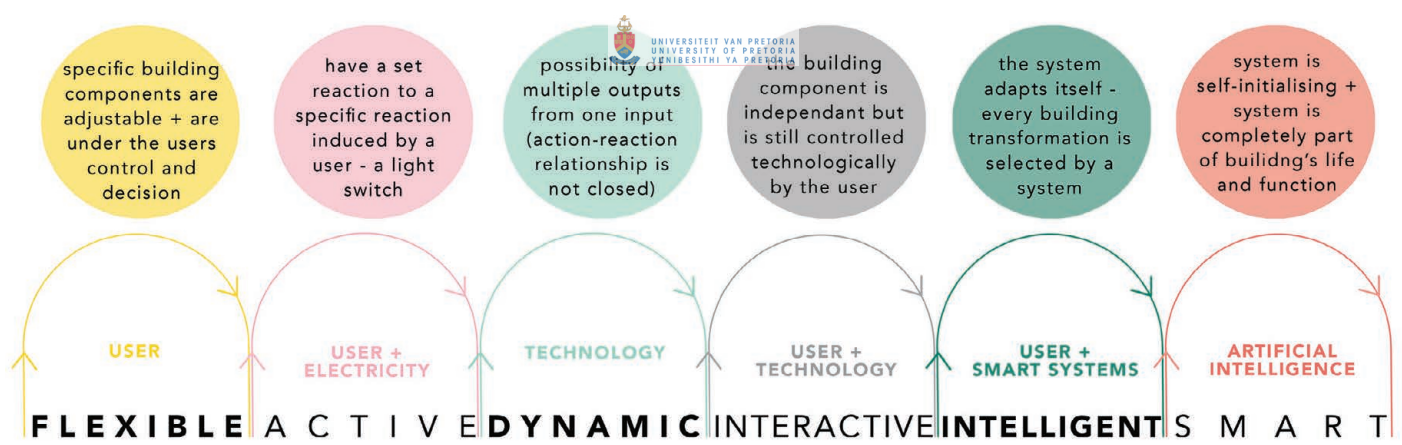 UNIVERSITEIT VAN PRETORIA
UNIVERSITY OF PRETORIA
YUNIBESITHI YA PRETORIA
specific building
components are
adjustable + are
under the users
control and
decision
have a set
reaction to a
specific reaction
induced by a
user - a light
switch
possibility of
multiple outputs
from one input
(action-reaction
relationship is
not closed)
the building
component is
independant but
is still controlled
technologically
by the user
the system
adapts itself -
every building
transformation is
selected by a
system
system is
self-initialising +
system is
completely part
of builidng's life
and function
USER
USER +
ELECTRICITY
TECHNOLOGY
USER +
TECHNOLOGY
USER +
SMART SYSTEMS
ARTIFICIAL
INTELLIGENCE
FLEXIBLE ACTIVE DYNAMIC INTERACTIVE INTELLIGENT SMART